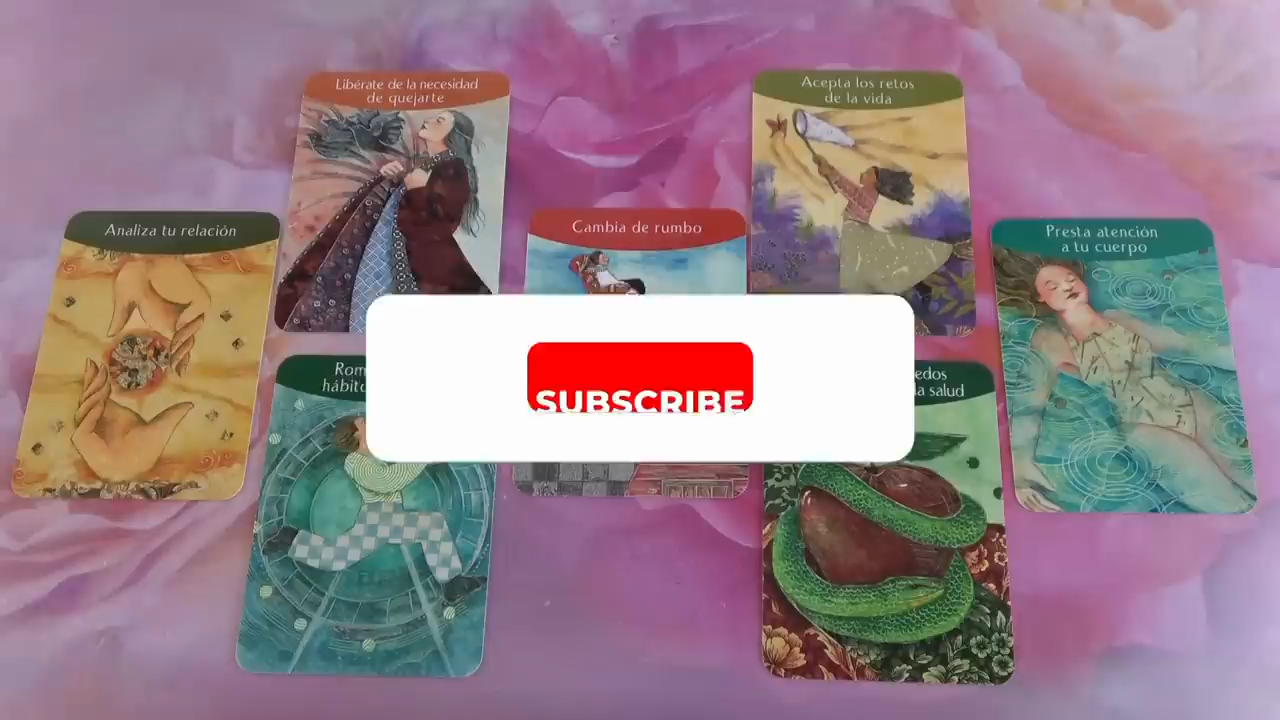 Libérate de la necesidad
de quejarte
Acepta los retos
de la vida
Analiza tu relación
Cambia de rumbo
Presta atención
a tu cuerpo
SUBSCRIBE
la salud